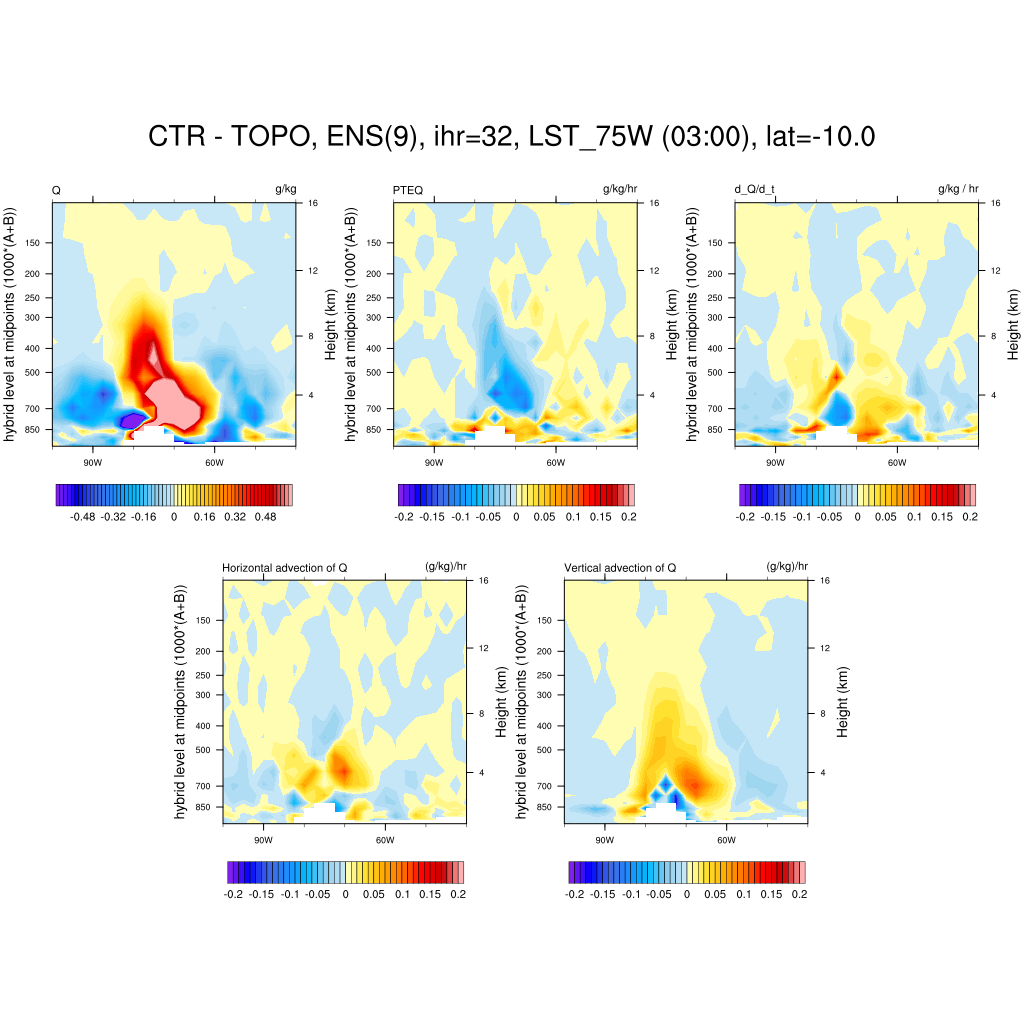 CTR - TOPO, ENS(9), ihr=32, LST_75W (03:00), lat=-10.0
Q g/kg
hybrid level at midpoints (1000*(A+B))
150
200
250
300
400
500
700
850
16
12
8
4
Height (km)
90W 60W
-0.48 -0.32 -0.16 0 0.16 0.32 0.48
PTEQ g/kg/hr
hybrid level at midpoints (1000*(A+B))
150
200
250
300
400
500
700
850
16
12
8
4
Height (km)
90W 60W
-0.2 -0.15 -0.1 -0.05 0 0.05 0.1 0.15 0.2
d_Q/d_t g/kg / hr
hybrid level at midpoints (1000*(A+B))
150
200
250
300
400
500
700
850
16
12
8
4
Height (km)
90W 60W
-0.2 -0.15 -0.1 -0.05 0 0.05 0.1 0.15 0.2
Horizontal advection of Q (g/kg)/hr
hybrid level at midpoints (1000*(A+B))
150
200
250
300
400
500
700
850
16
12
8
4
Height (km)
90W 60W
-0.2 -0.15 -0.1 -0.05 0 0.05 0.1 0.15 0.2
Vertical advection of Q (g/kg)/hr
hybrid level at midpoints (1000*(A+B))
150
200
250
300
400
500
700
850
16
12
8
4
Height (km)
90W 60W
-0.2 -0.15 -0.1 -0.05 0 0.05 0.1 0.15 0.2